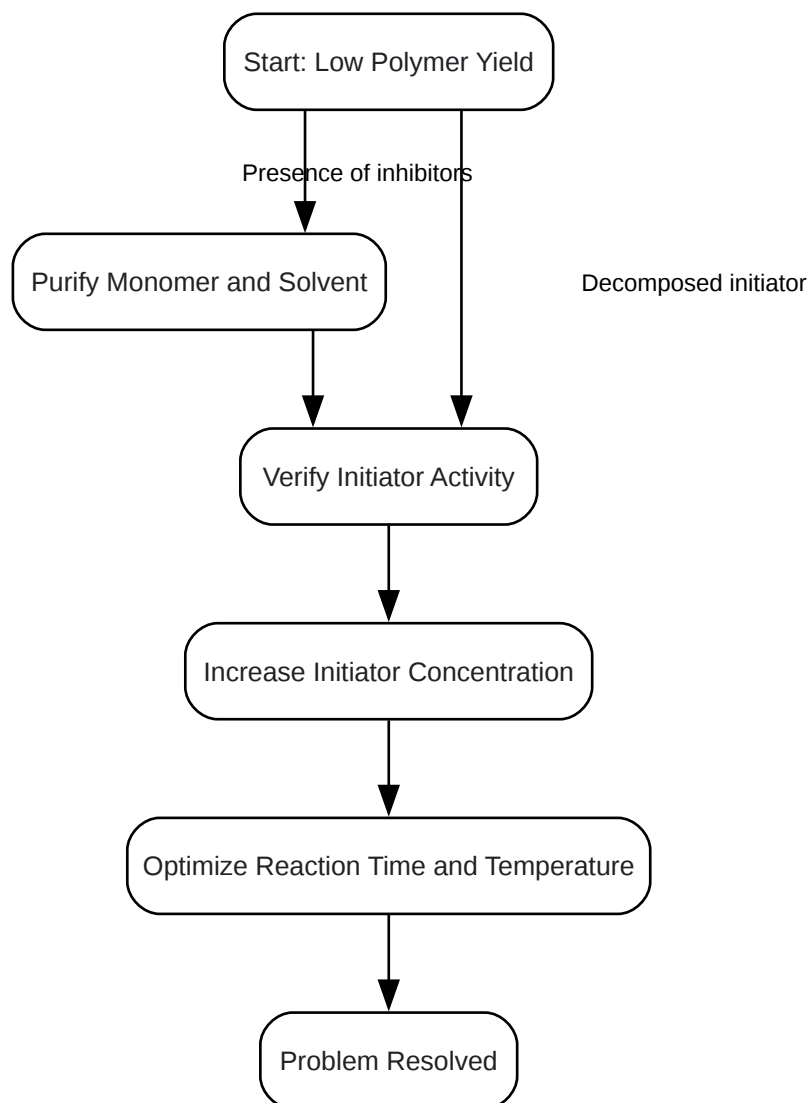 Start: Low Polymer Yield
Presence of inhibitors
Purify Monomer and Solvent
Decomposed initiator
Verify Initiator Activity
Increase Initiator Concentration
Optimize Reaction Time and Temperature
Problem Resolved